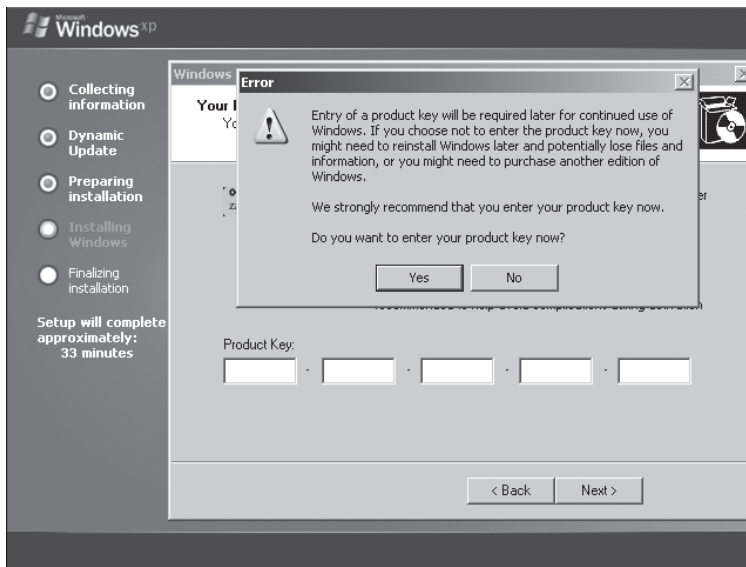 Microsoft
Windows xp
Collecting
information
Dynamic
Update
Preparing
installation
Installing
Windows
Finalizing
installation
Setup will complete
approximately:
33 minutes
Windows
Your
Error
Entry of a product key will be required later for continued use of
Windows. If you choose not to enter the product key now, you
might need to reinstall Windows later and potentially lose files and
information, or you might need to purchase another edition of
Windows.
We strongly recommend that you enter your product key now.
Do you want to enter your product key now?
Yes
No
Product Key:
- - - -
< Back
Next >